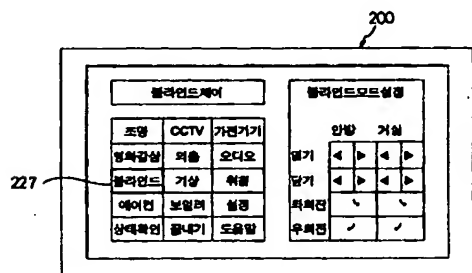 200
블라인드제어
블라인드모드설정
조명 CCTV 가전기기
영화감상 외출 오디오
블라인드 기상 취침
에어컨 보일러 설정
상태확인 끝내기 도움말
안방 거실
열기
닫기
좌회전
우회전
227